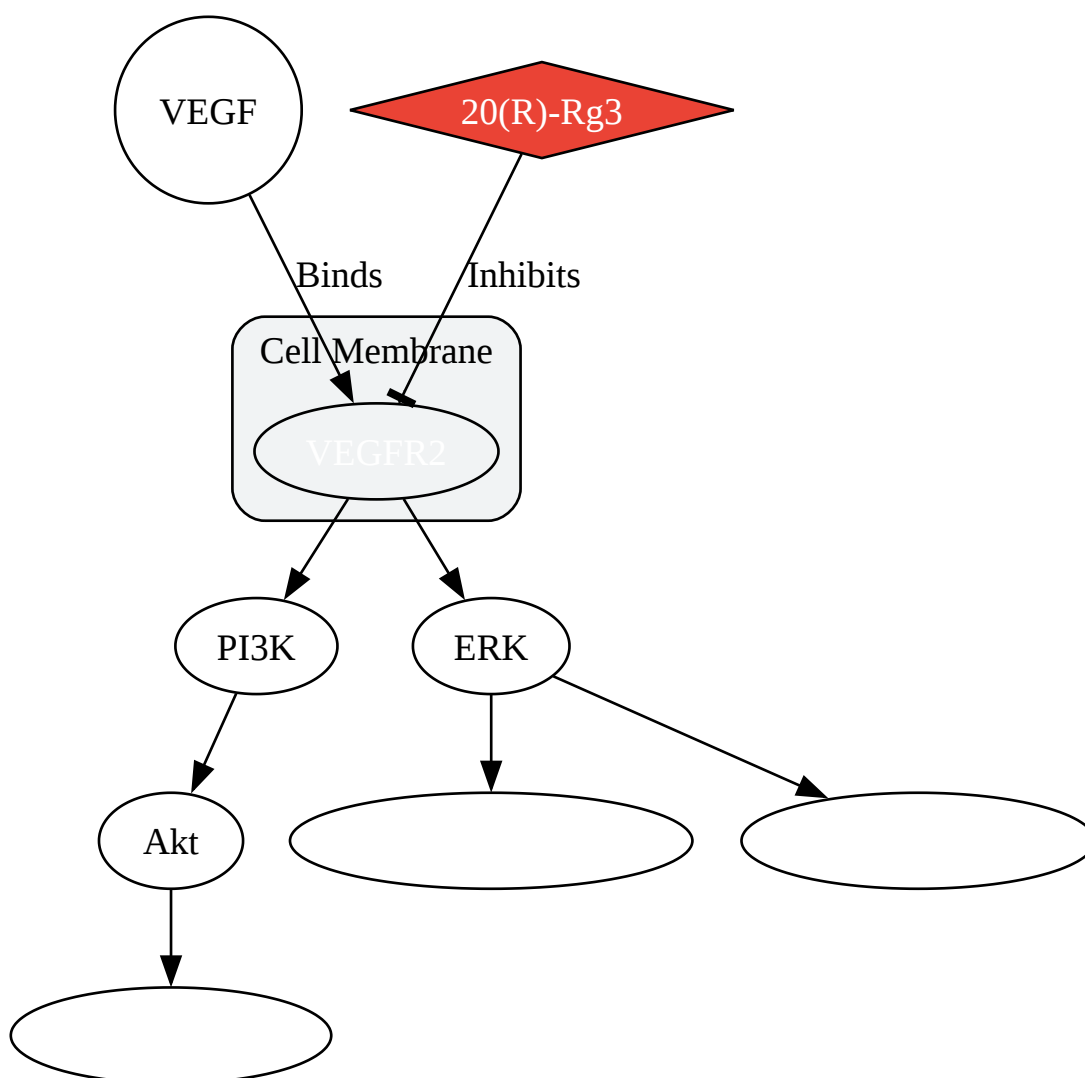 VEGF
20(R)-Rg3
Binds
Inhibits
Cell Membrane
VEGFR2
PI3K
ERK
Akt